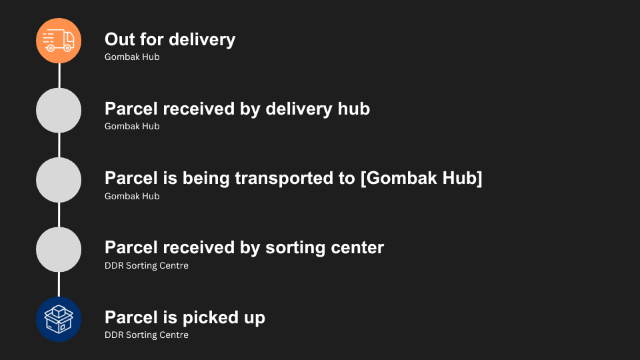 Out for delivery
Gombak Hub
Parcel received by delivery hub
Gombak Hub
Parcel is being transported to [Gombak Hub]
Gombak Hub
Parcel received by sorting center
DDR Sorting Centre
Parcel is picked up
DDR Sorting Centre